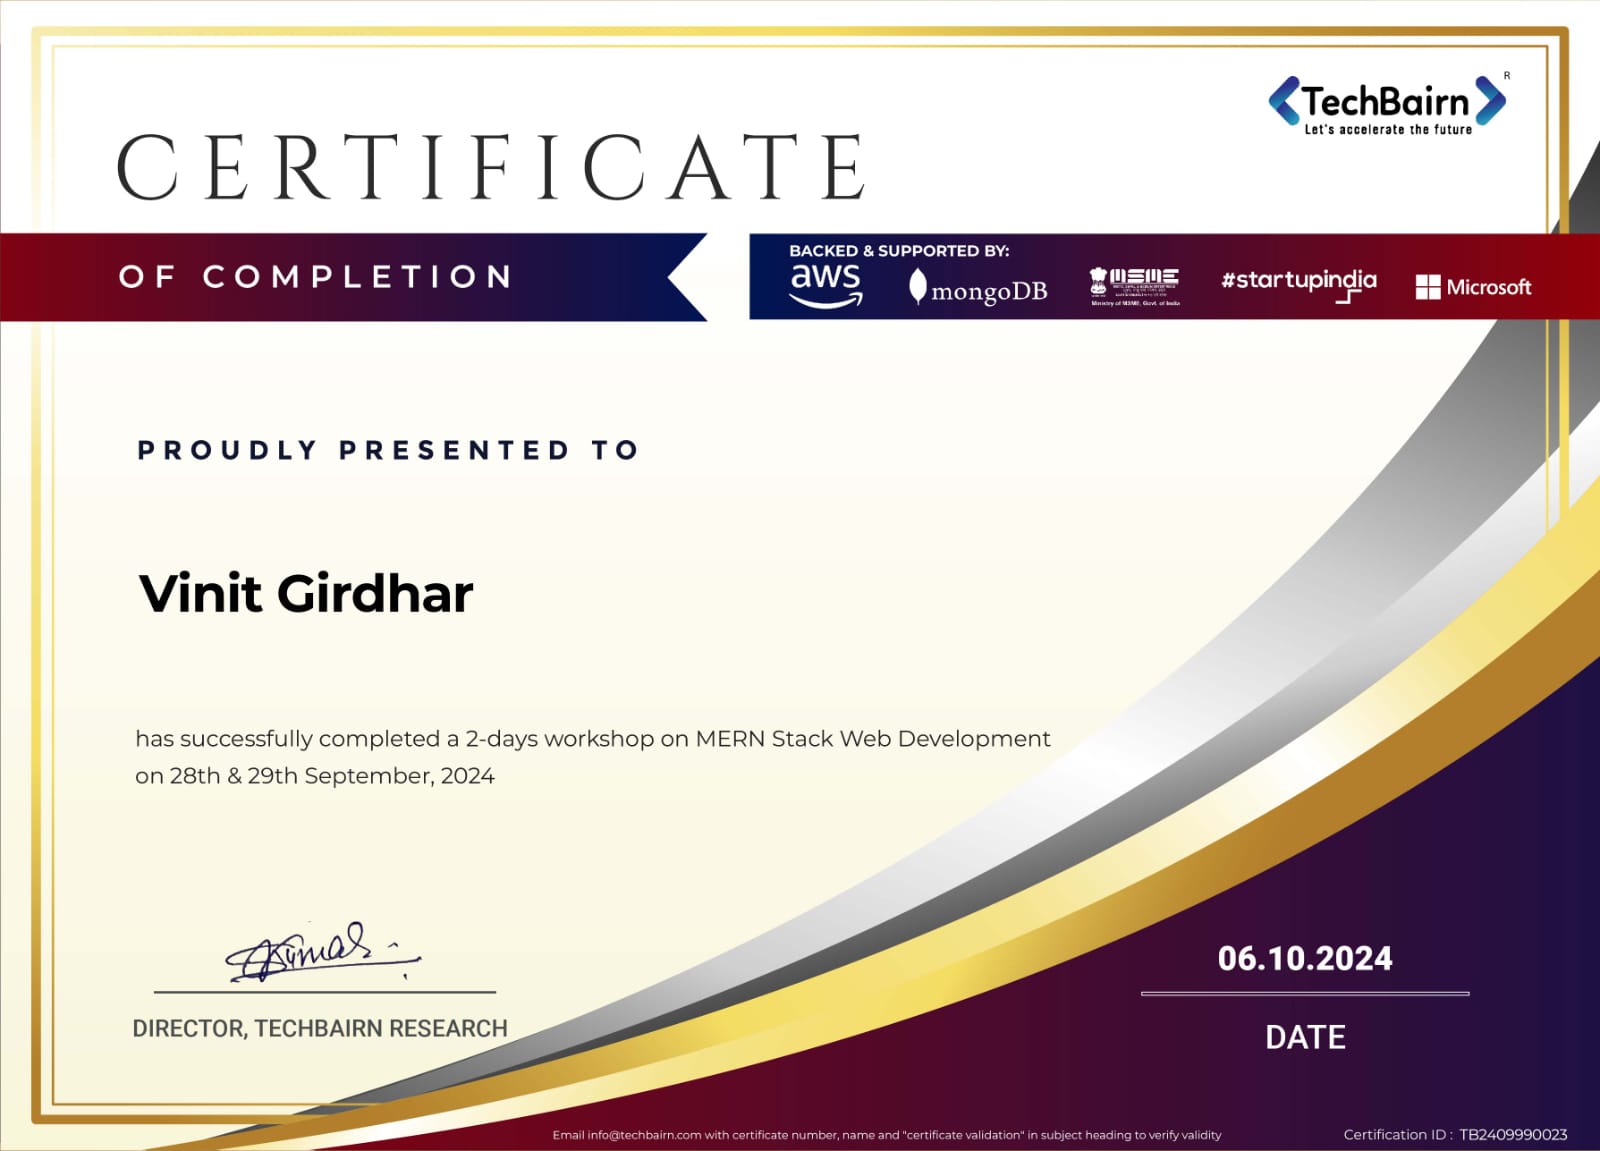 TechBairn
R
Let's accelerate the future
CERTIFICATE
OF COMPLETION
BACKED & SUPPORTED BY:
aws
mongoDB
MSME
Ministry of MSME, Govt. of India
#startupindia
Microsoft
PROUDLY PRESENTED TO
Vinit Girdhar
has successfully completed a 2-days workshop on MERN Stack Web Development
on 28th & 29th September, 2024
DIRECTOR, TECHBAIRN RESEARCH
06.10.2024
DATE
Email info@techbairn.com with certificate number, name and "certificate validation" in subject heading to verify validity
Certification ID : TB2409990023